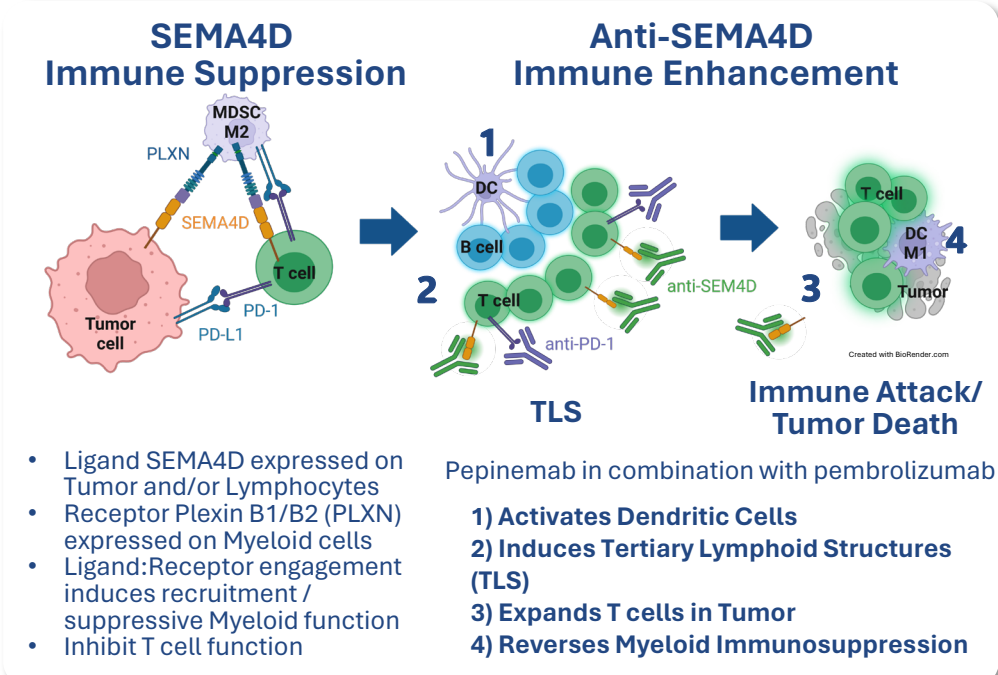 SEMA4D
Immune Suppression
MDSC
M2
PLXN
SEMA4D
T cell
PD-1
PD-L1
Tumor
cell
Anti-SEMA4D
Immune Enhancement
1
DC
B cell
2
T cell
anti-SEM4D
anti-PD-1
TLS
T cell
DC
M1
4
3
Tumor
Created with BioRender.com
Immune Attack/
Tumor Death
• Ligand SEMA4D expressed on
Tumor and/or Lymphocytes
• Receptor Plexin B1/B2 (PLXN)
expressed on Myeloid cells
• Ligand:Receptor engagement
induces recruitment /
suppressive Myeloid function
• Inhibit T cell function
Pepinemab in combination with pembrolizumab
1) Activates Dendritic Cells
2) Induces Tertiary Lymphoid Structures
(TLS)
3) Expands T cells in Tumor
4) Reverses Myeloid Immunosuppression